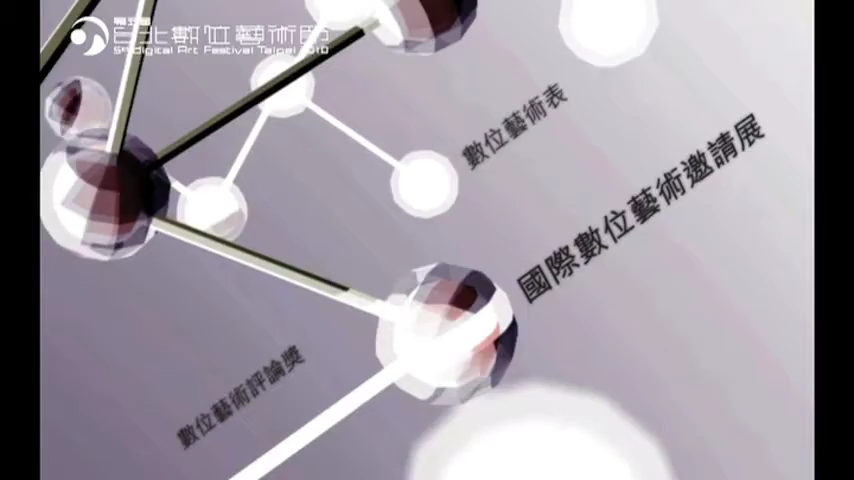 第五屆
台北數位藝術節
5th digital Art Festival Taipei 2010
數位藝術表
國際數位藝術邀請展
數位藝術評論獎